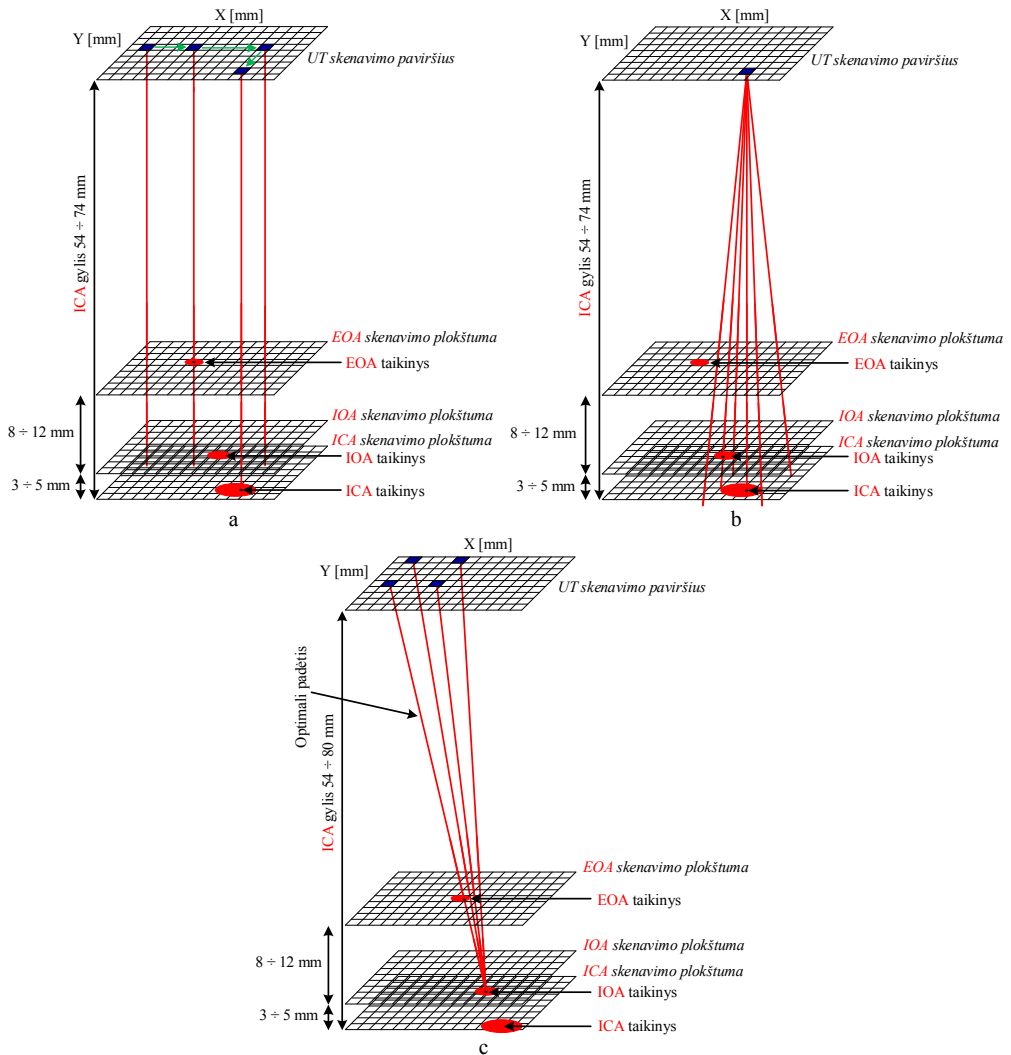 X [mm]
Y [mm]
UT skenavimo paviršius
ICA gylis 54 ÷ 74 mm
EOA skenavimo plokštuma
EOA taikinys
8 ÷ 12 mm
IOA skenavimo plokštuma
ICA skenavimo plokštuma
IOA taikinys
3 ÷ 5 mm
ICA taikinys
a
X [mm]
Y [mm]
UT skenavimo paviršius
ICA gylis 54 ÷ 74 mm
EOA skenavimo plokštuma
EOA taikinys
8 ÷ 12 mm
IOA skenavimo plokštuma
ICA skenavimo plokštuma
IOA taikinys
3 ÷ 5 mm
ICA taikinys
b
X [mm]
Y [mm]
UT skenavimo paviršius
Optimali padėtis
ICA gylis 54 ÷ 80 mm
EOA skenavimo plokštuma
EOA taikinys
8 ÷ 12 mm
IOA skenavimo plokštuma
ICA skenavimo plokštuma
IOA taikinys
3 ÷ 5 mm
ICA taikinys
c